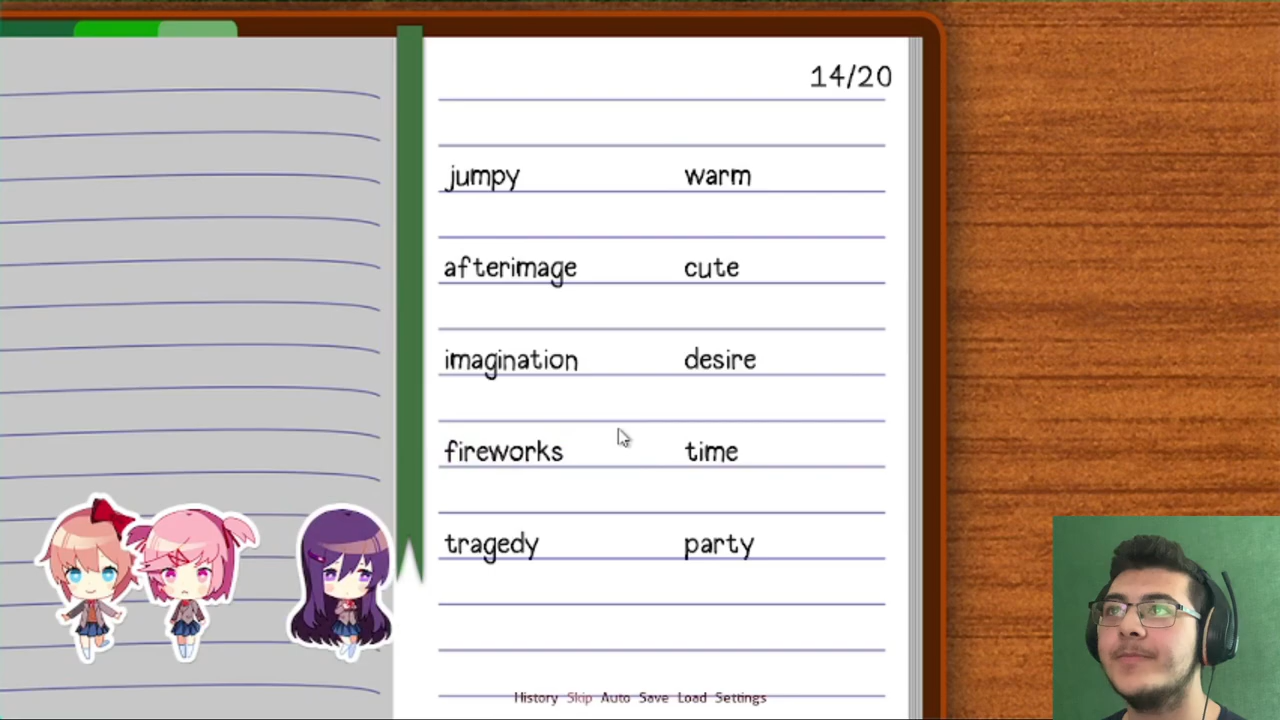 14/20
jumpy warm
afterimage cute
imagination desire
fireworks time
tragedy party
History Skip Auto Save Load Settings